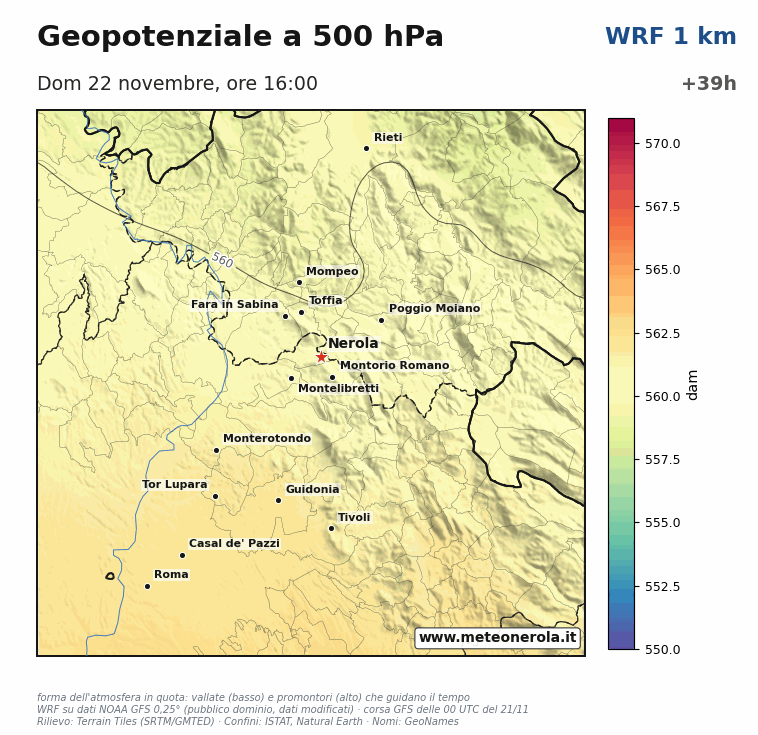 Geopotenziale a 500 hPa
WRF 1 km
Dom 22 novembre, ore 16:00
+39h
Rieti
560
Mompeo
Toffia
Fara in Sabina
Poggio Moiano
Nerola
Montorio Romano
Montelibretti
Monterotondo
Tor Lupara
Guidonia
Tivoli
Casal de' Pazzi
Roma
www.meteonerola.it
570.0
567.5
565.0
562.5
560.0
557.5
555.0
552.5
550.0
dam
forma dell'atmosfera in quota: vallate (basso) e promontori (alto) che guidano il tempo
WRF su dati NOAA GFS 0,25° (pubblico dominio, dati modificati) · corsa GFS delle 00 UTC del 21/11
Rilievo: Terrain Tiles (SRTM/GMTED) · Confini: ISTAT, Natural Earth · Nomi: GeoNames